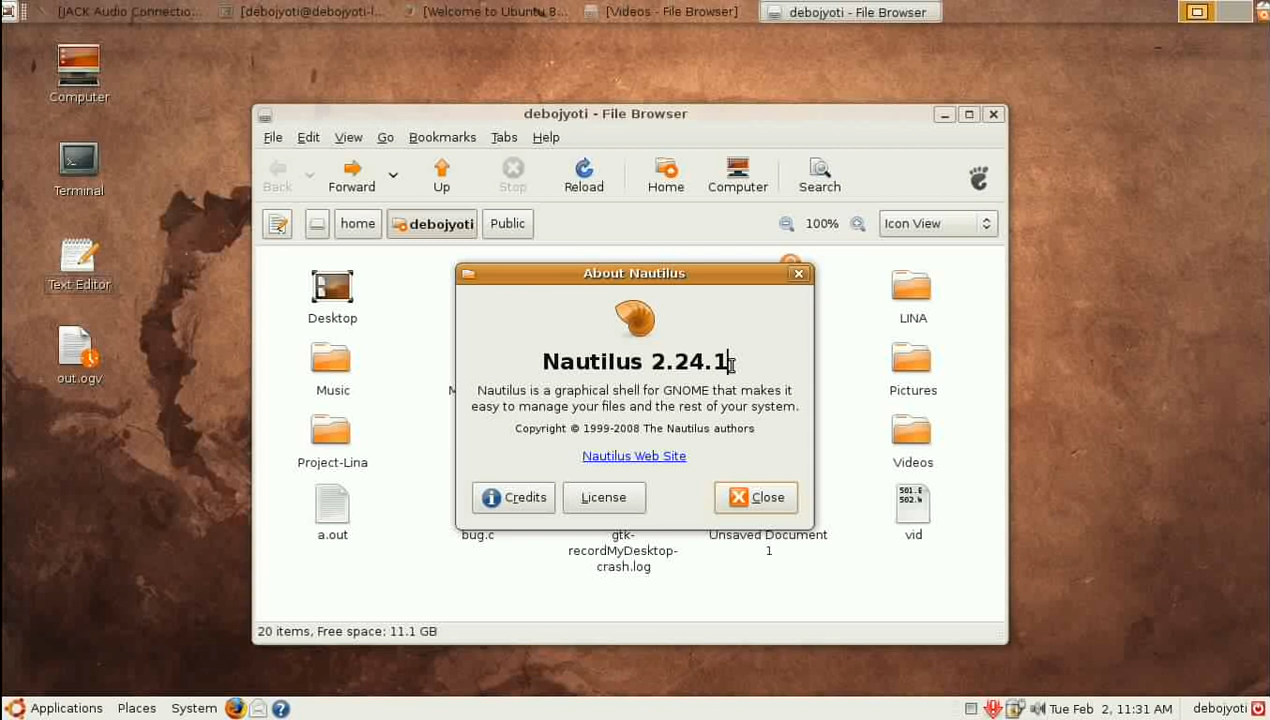 [JACK Audio Connectio...
[debojyoti@debojyoti-l...
[Welcome to Ubuntu 8...
[Videos - File Browser]
debojyoti - File Browser
Computer
Terminal
Text Editor
out.ogv
debojyoti - File Browser
File Edit View Go Bookmarks Tabs Help
Back Forward Up Stop Reload Home Computer Search
home debojyoti Public 100% Icon View
Desktop LINA
Music M Pictures
Project-Lina Videos
a.out bug.c gtk-recordMyDesktop-crash.log Unsaved Document 1 vid
About Nautilus
Nautilus 2.24.1
Nautilus is a graphical shell for GNOME that makes it
easy to manage your files and the rest of your system.
Copyright © 1999-2008 The Nautilus authors
Nautilus Web Site
Credits License Close
20 items, Free space: 11.1 GB
Applications Places System Tue Feb 2, 11:31 AM debojyoti